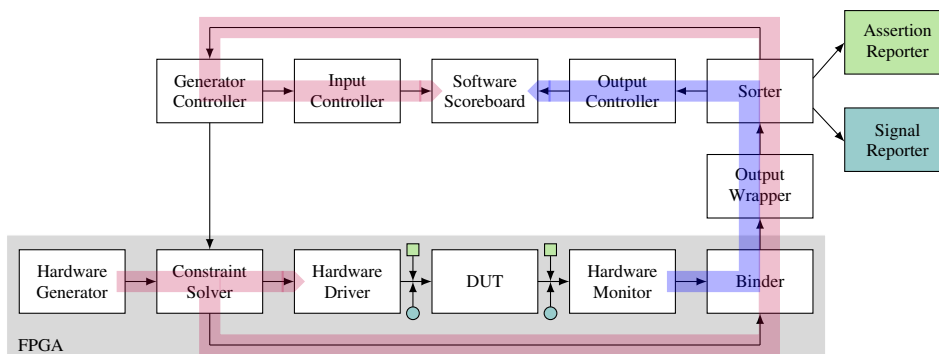 Assertion
Reporter
Generator
Controller
Input
Controller
Software
Scoreboard
Output
Controller
Sorter
Signal
Reporter
Output
Wrapper
Hardware
Generator
Constraint
Solver
Hardware
Driver
DUT
Hardware
Monitor
Binder
FPGA